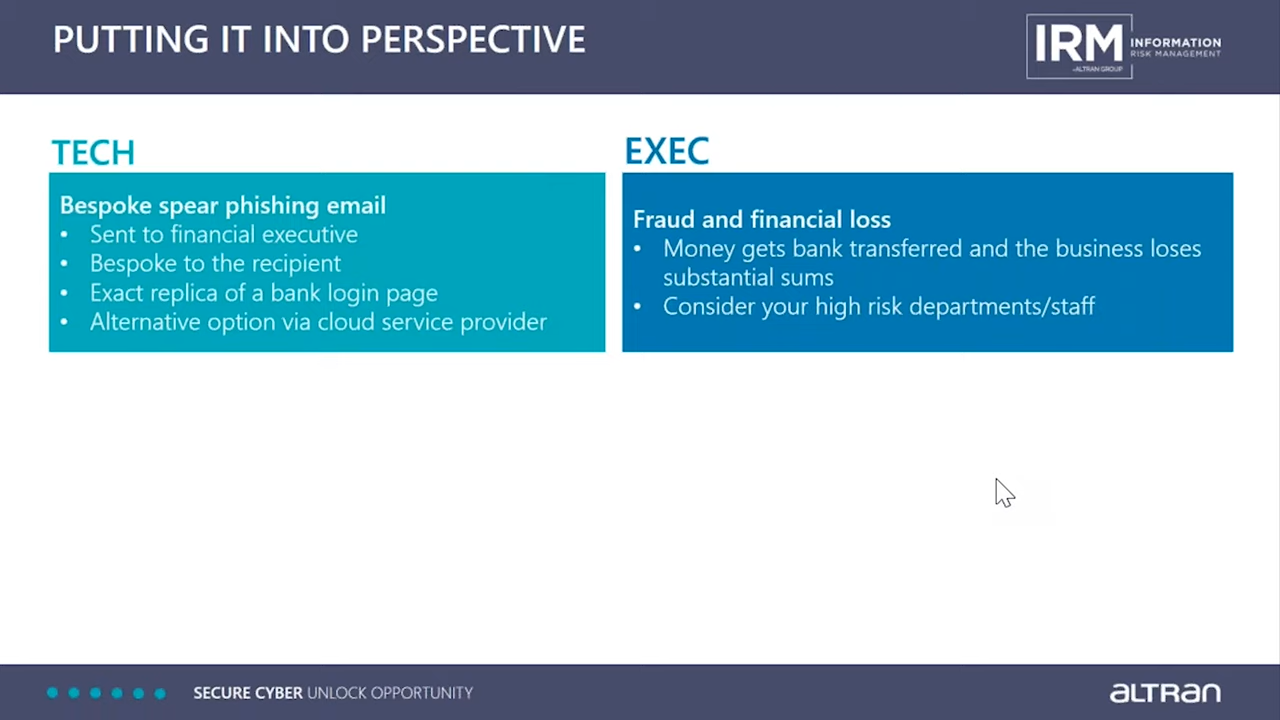 PUTTING IT INTO PERSPECTIVE
IRM INFORMATION
RISK MANAGEMENT
ALTRAN GROUP
TECH
Bespoke spear phishing email
• Sent to financial executive
• Bespoke to the recipient
• Exact replica of a bank login page
• Alternative option via cloud service provider
EXEC
Fraud and financial loss
• Money gets bank transferred and the business loses
substantial sums
• Consider your high risk departments/staff
SECURE CYBER UNLOCK OPPORTUNITY
ALTRAN